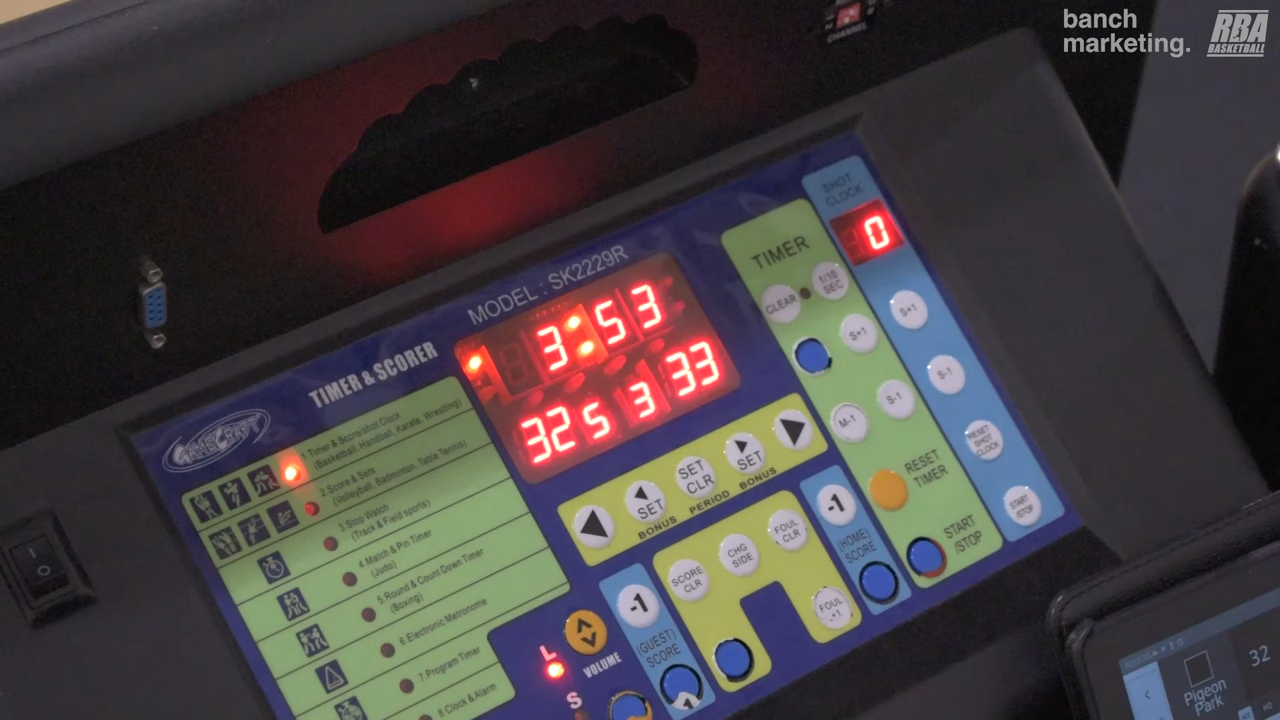 banch
marketing.
RBA
BASKETBALL
CHANNEL
SHOT
CLOCK
0
TIMER
MODEL : SK2229R
CLEAR
1/10
SEC
3:53
S+1
S+1
TIMER & SCORER
32 5 3 33
S-1
S-1
M-1
1 Timer & Score/shot Clock
(Basketball, Handball, Karate, Wrestling)
2 Score & Sets
(Volleyball, Badminton, Table Tennis)
3 Stop Watch
(Track & Field sports)
4 Match & Pin Timer
(Judo)
5 Round & Count Down Timer
(Boxing)
6 Electronic Metronome
7 Program Timer
8 Clock & Alarm
SET
SET
CLR
SET
BONUS
PERIOD
BONUS
RESET
SHOT
CLOCK
RESET
TIMER
START
/STOP
START
/STOP
-1
(HOME)
SCORE
FOUL
CLR
CHG
SIDE
SCORE
CLR
FOUL
+1
-1
(GUEST)
SCORE
VOLUME
L
S
32
Pigeon
Park